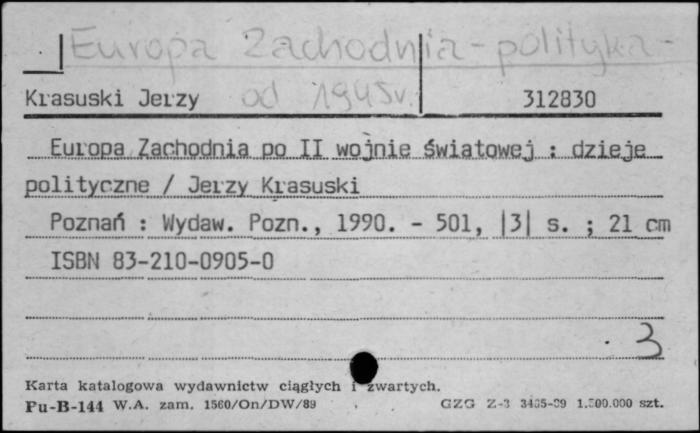 Europa Zachodnia - polityka -
od 1945r.
Krasuski Jerzy 312830
Europa Zachodnia po II wojnie światowej : dzieje
polityczne / Jerzy Krasuski
Poznań : Wydaw. Pozn., 1990. - 501, |3| s. ; 21 cm
ISBN 83-210-0905-0
3
Karta katalogowa wydawnictw ciągłych i zwartych.
Pu-B-144 W.A. zam. 1560/On/DW/89 GZG Z-3 3435-89 1.500.000 szt.